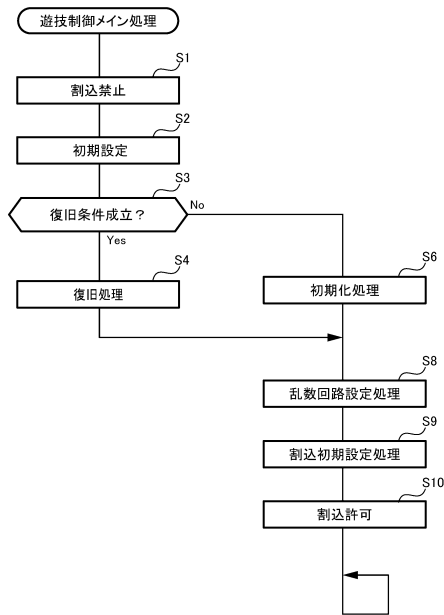 遊技制御メイン処理
S1
割込禁止
S2
初期設定
S3
復旧条件成立？
No
Yes
S4
復旧処理
S6
初期化処理
S8
乱数回路設定処理
S9
割込初期設定処理
S10
割込許可